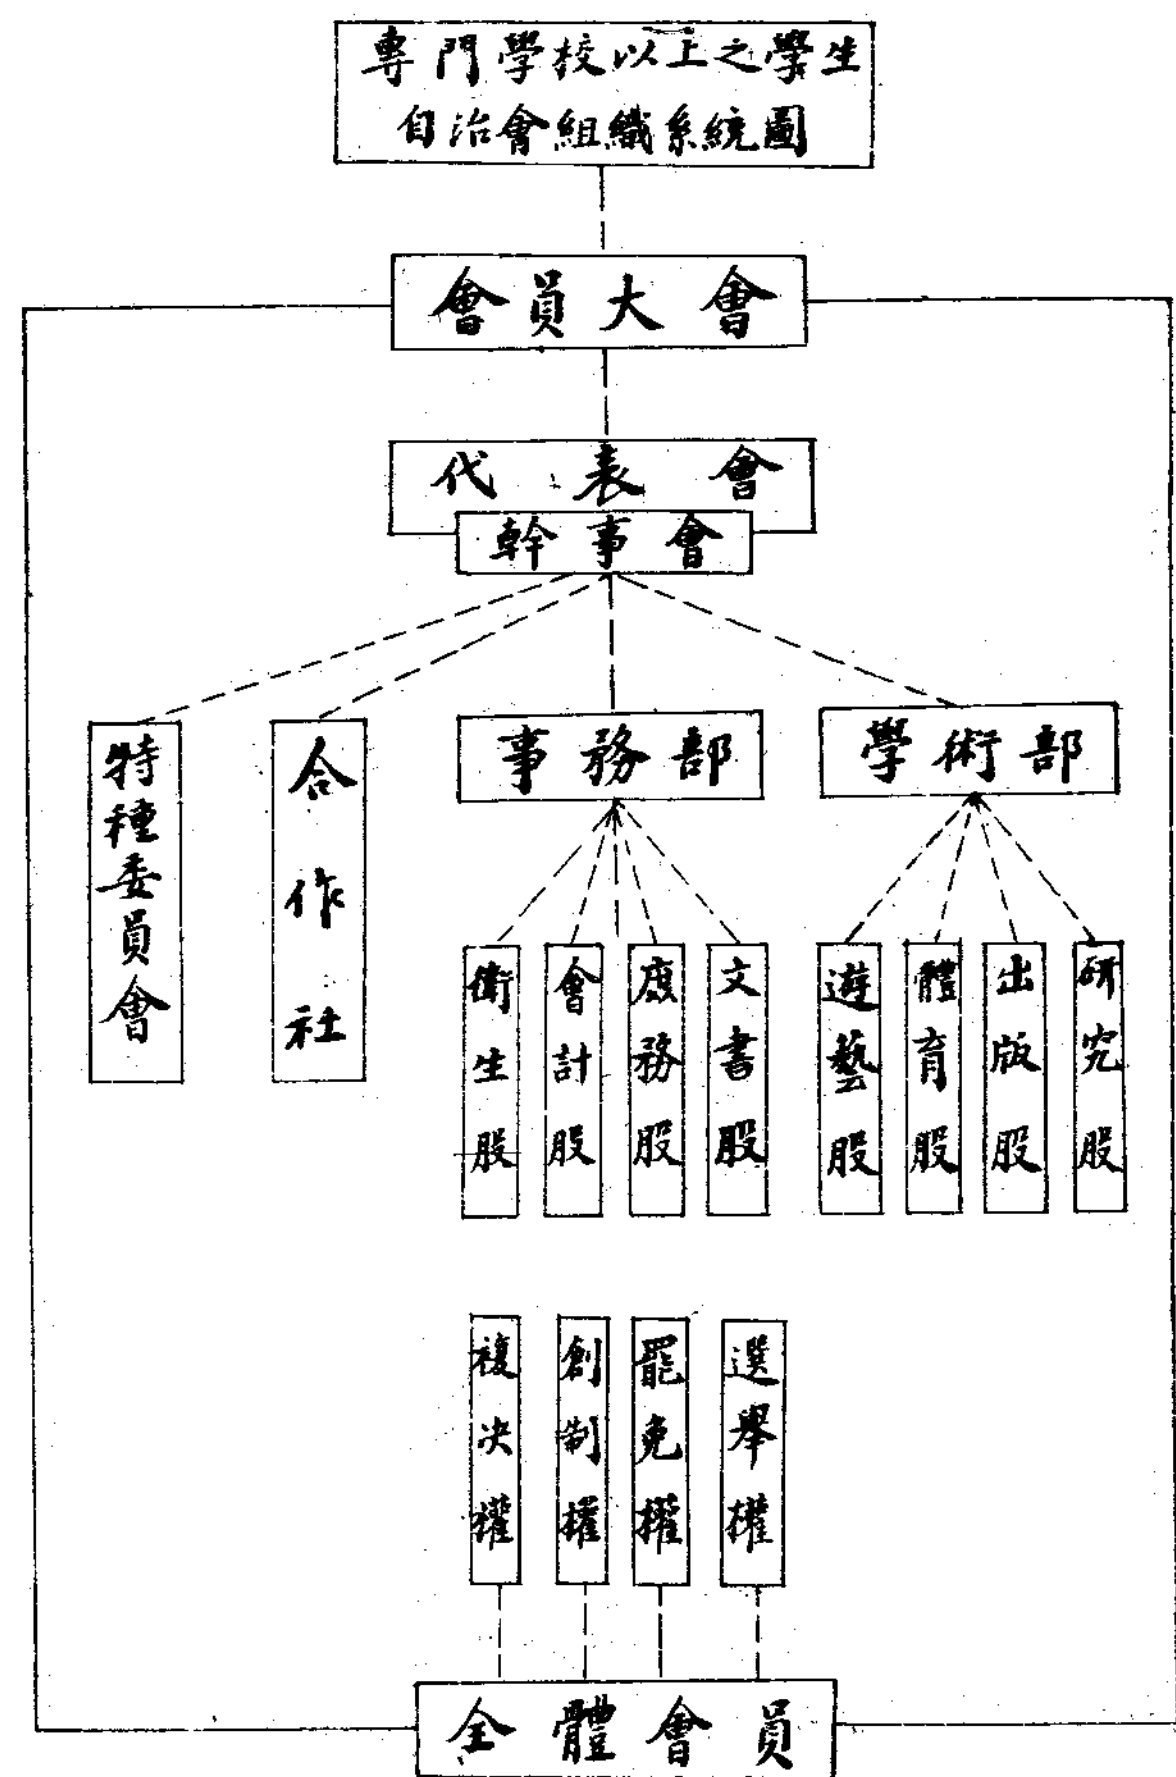 專門學校以上之學生
自治會組織系統圖
會員大會
代表會
幹事會
特種委員會
合作社
事務部
學術部
衛生股
會計股
庶務股
文書股
遊藝股
體育股
出版股
研究股
複决權
創制權
罷免權
選舉權
全體會員